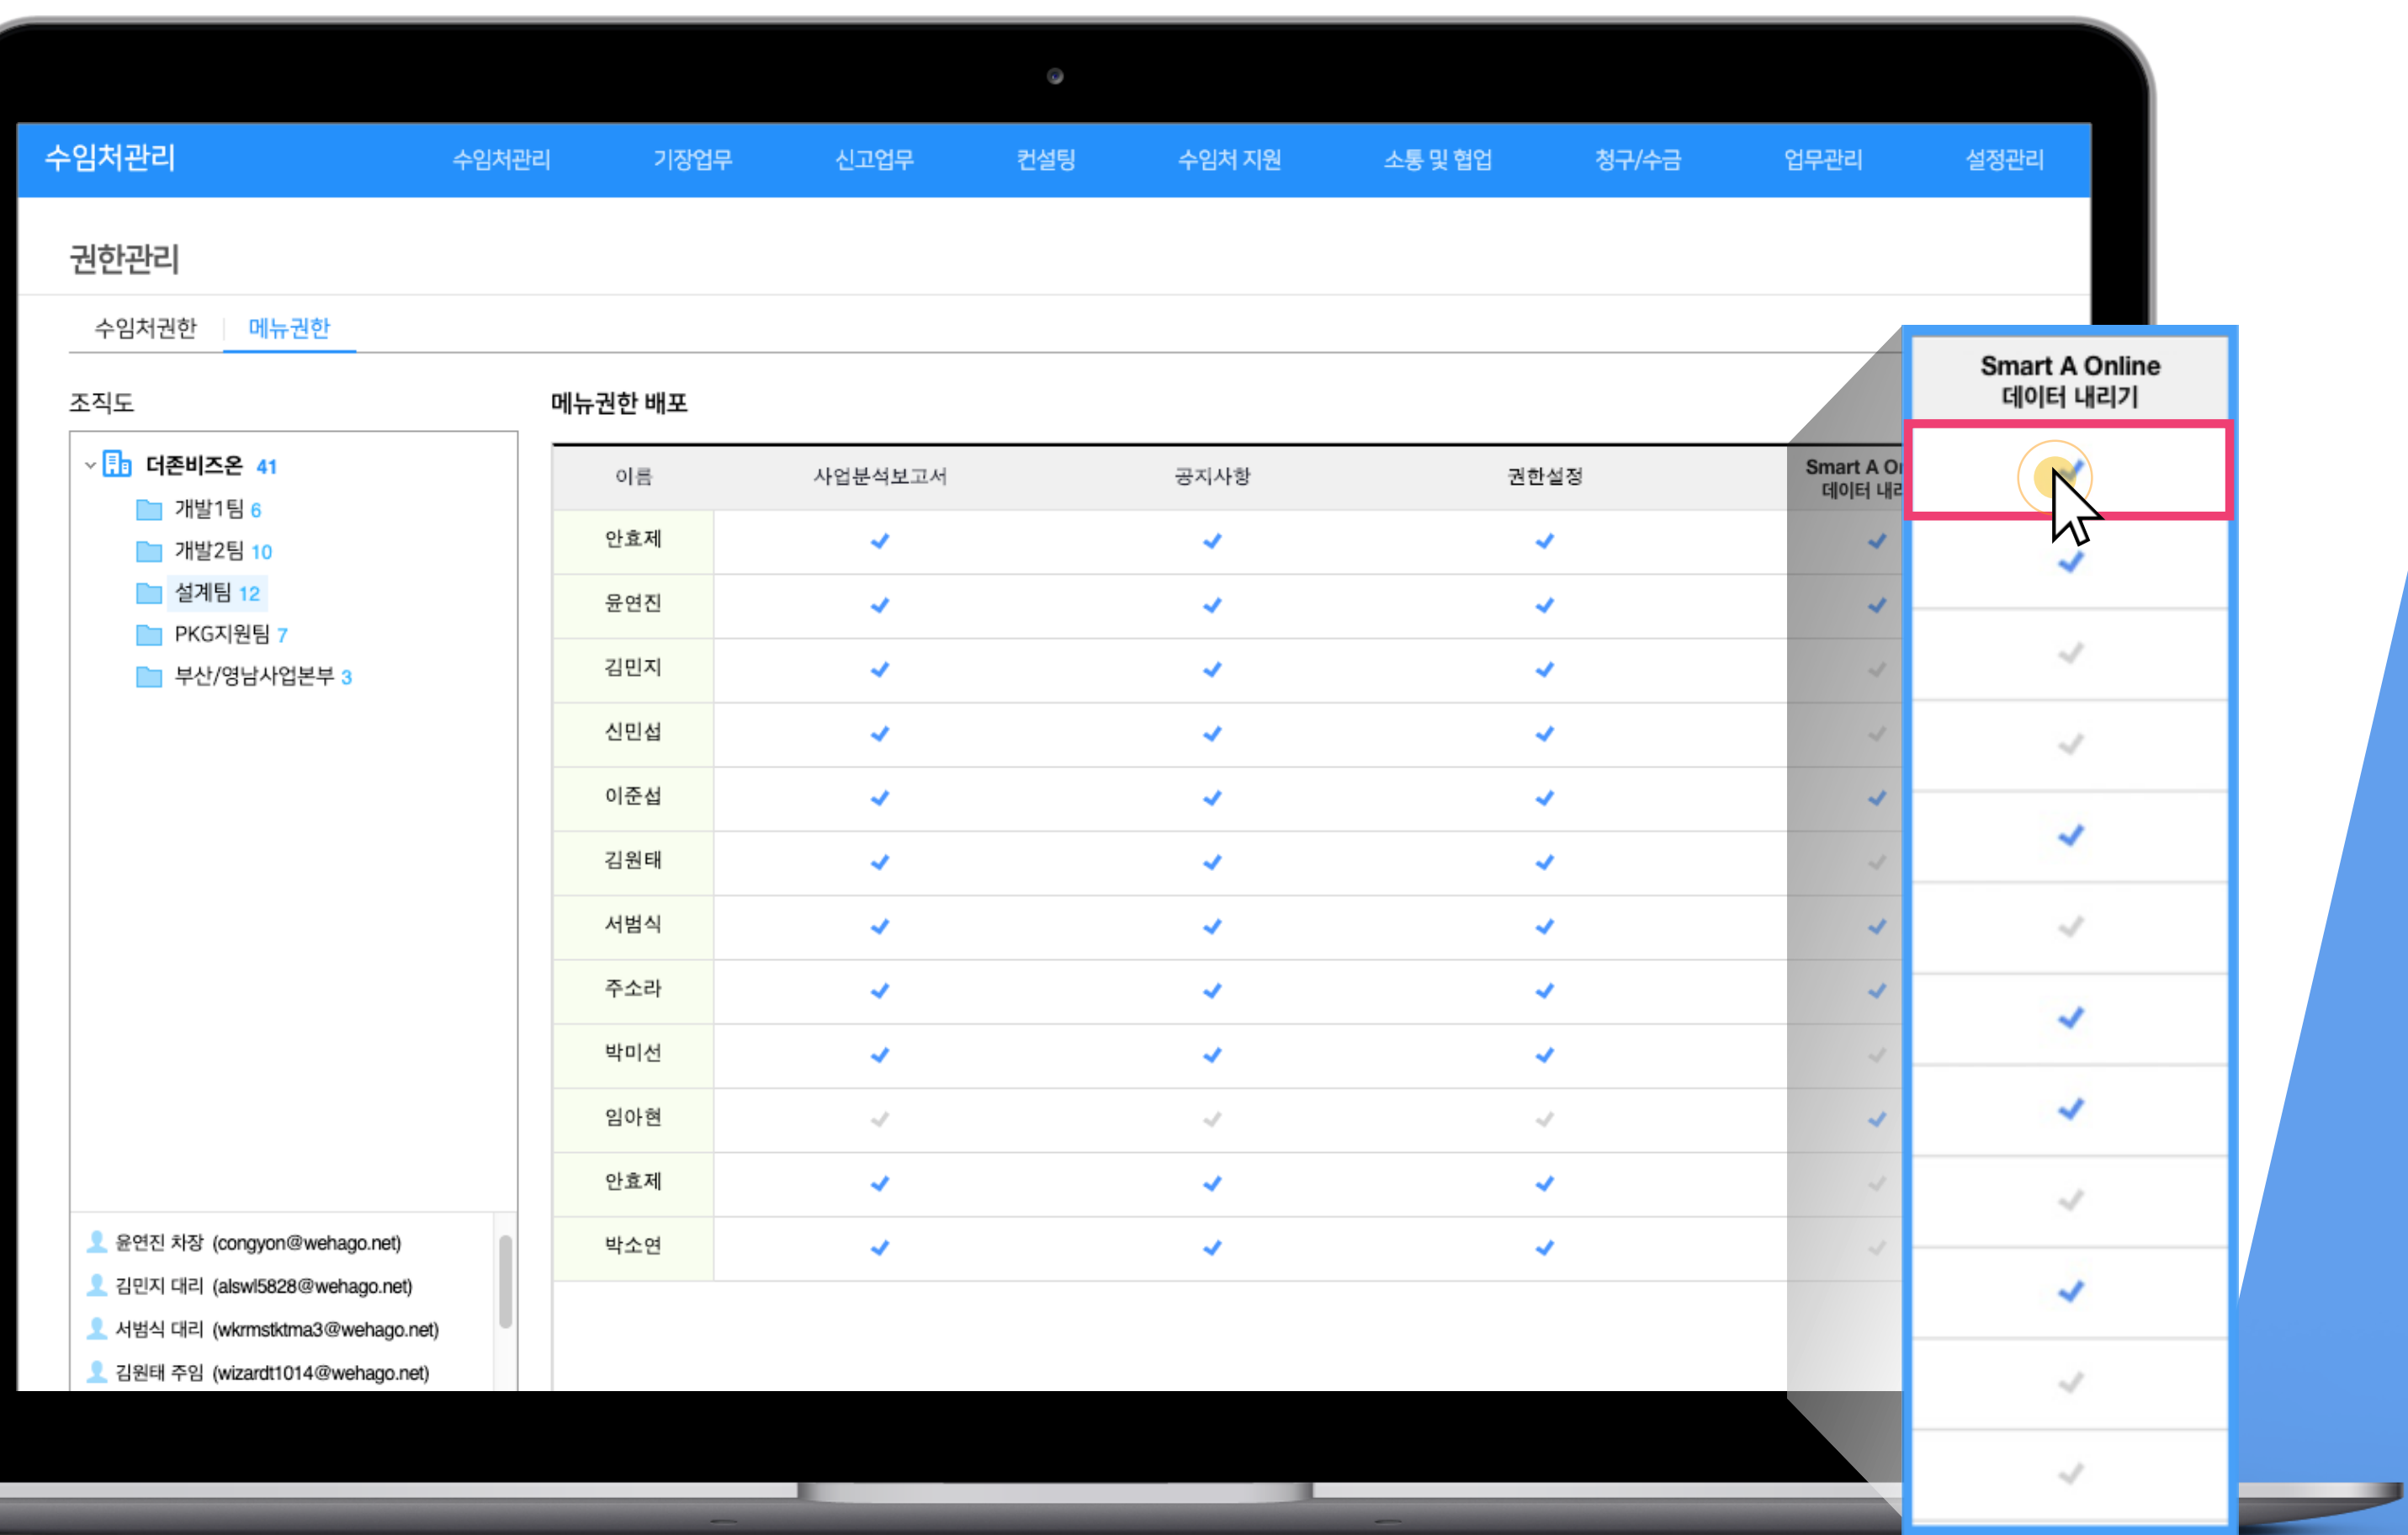 수임처관리 수임처관리 기장업무 신고업무 컨설팅 수임처 지원 소통 및 협업 청구/수금 업무관리 설정관리
권한관리
수임처권한 메뉴권한
조직도
더존비즈온 41
개발1팀 6
개발2팀 10
설계팀 12
PKG지원팀 7
부산/영남사업본부 3
윤연진 차장 (congyon@wehago.net)
김민지 대리 (alswl5828@wehago.net)
서범식 대리 (wkrmstktma3@wehago.net)
김원태 주임 (wizardt1014@wehago.net)
메뉴권한 배포
이름 사업분석보고서 공지사항 권한설정
안효제
윤연진
김민지
신민섭
이준섭
김원태
서범식
주소라
박미선
임아현
안효제
박소연
Smart A Online
데이터 내리기